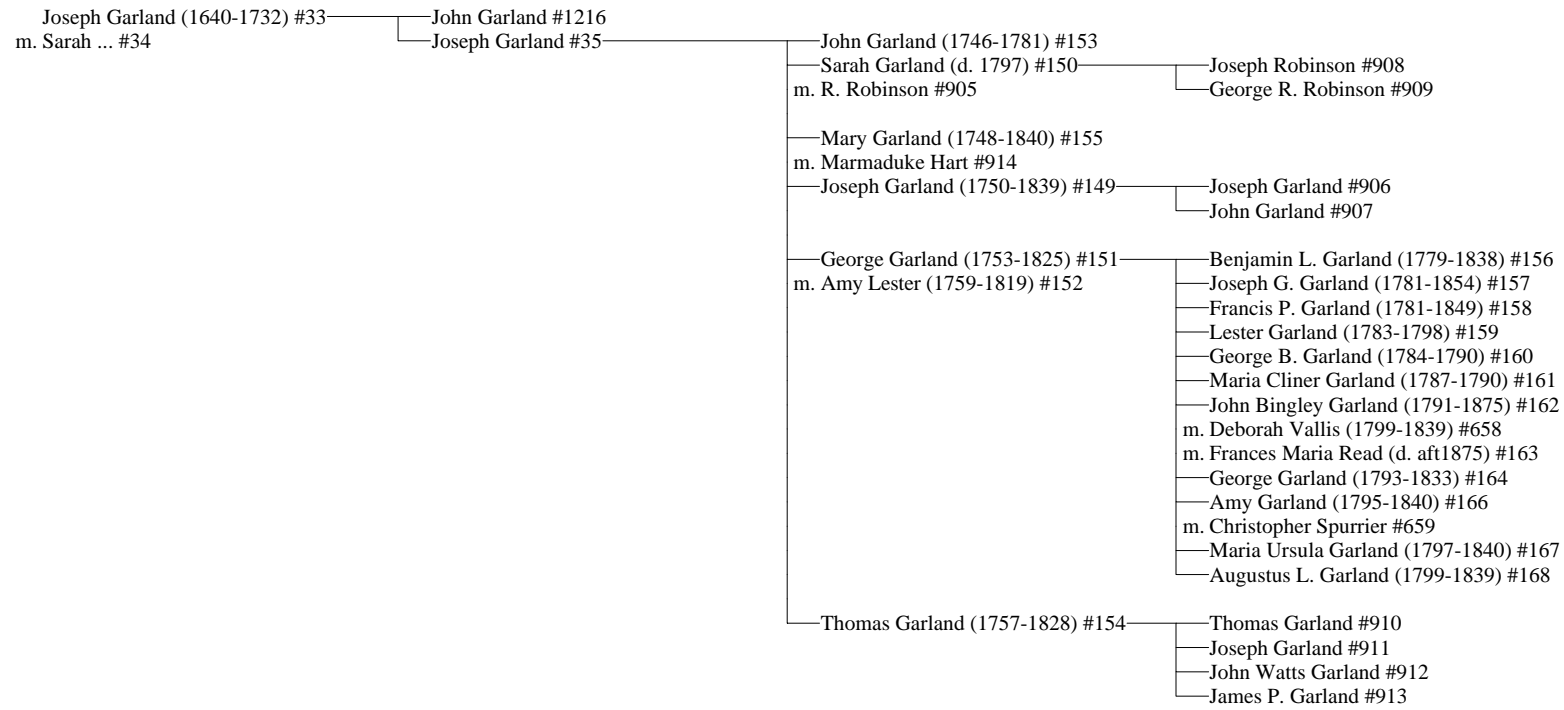 Joseph Garland (1640-1732) #33 John Garland #1216
m. Sarah ... #34 Joseph Garland #35 John Garland (1746-1781) #153
Sarah Garland (d. 1797) #150 Joseph Robinson #908
m. R. Robinson #905 George R. Robinson #909
Mary Garland (1748-1840) #155
m. Marmaduke Hart #914
Joseph Garland (1750-1839) #149 Joseph Garland #906
John Garland #907
George Garland (1753-1825) #151 Benjamin L. Garland (1779-1838) #156
m. Amy Lester (1759-1819) #152 Joseph G. Garland (1781-1854) #157
Francis P. Garland (1781-1849) #158
Lester Garland (1783-1798) #159
George B. Garland (1784-1790) #160
Maria Cliner Garland (1787-1790) #161
John Bingley Garland (1791-1875) #162
m. Deborah Vallis (1799-1839) #658
m. Frances Maria Read (d. aft1875) #163
George Garland (1793-1833) #164
Amy Garland (1795-1840) #166
m. Christopher Spurrier #659
Maria Ursula Garland (1797-1840) #167
Augustus L. Garland (1799-1839) #168
Thomas Garland (1757-1828) #154 Thomas Garland #910
Joseph Garland #911
John Watts Garland #912
James P. Garland #913